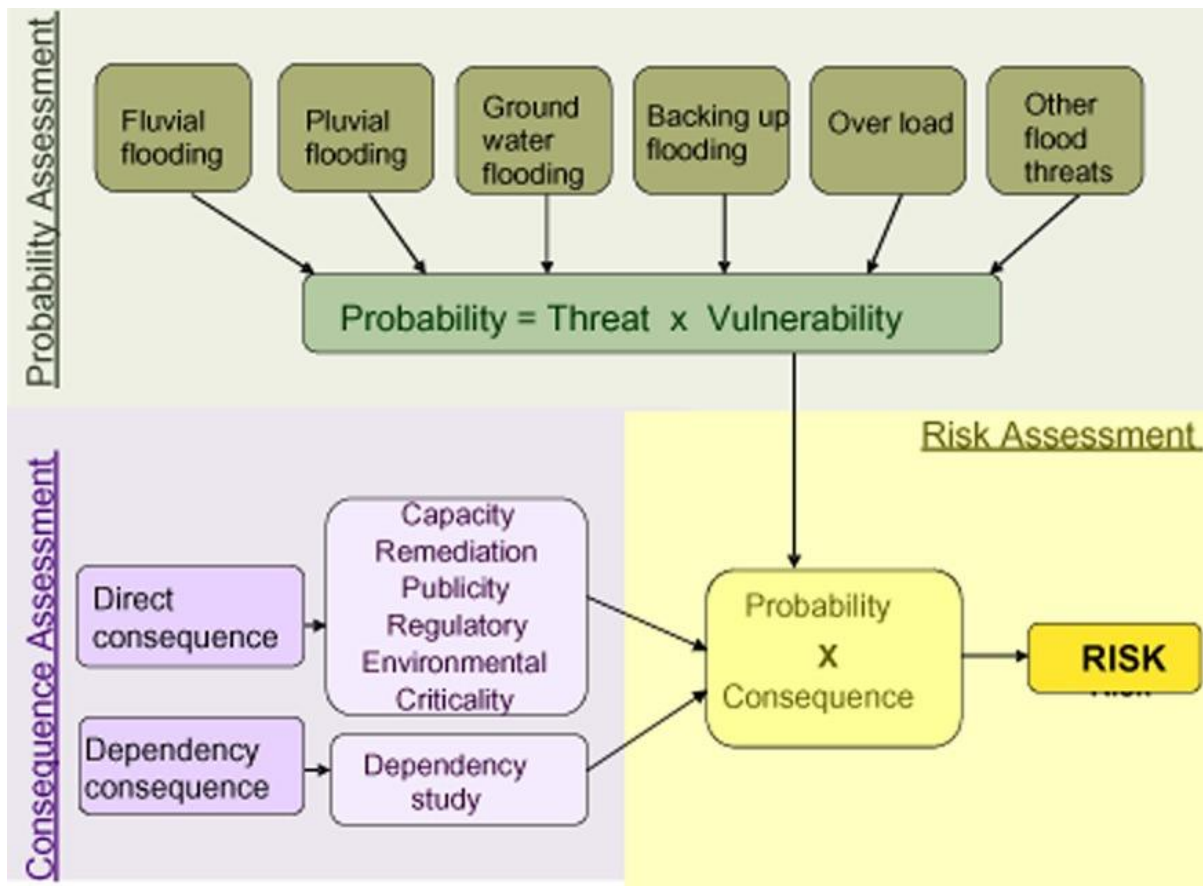 Probability Assessment
Fluvial
flooding
Pluvial
flooding
Ground
water
flooding
Backing up
flooding
Over load
Other
flood
threats
Probability = Threat x Vulnerability
Risk Assessment
Consequence Assessment
Direct
consequence
Capacity
Remediation
Publicity
Regulatory
Environmental
Criticality
Dependency
consequence
Dependency
study
Probability
X
Consequence
RISK